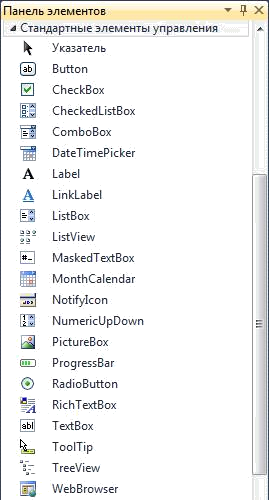 Панель элементов
Стандартные элементы управления
Указатель
Button
CheckBox
CheckedListBox
ComboBox
DateTimePicker
Label
LinkLabel
ListBox
ListView
MaskedTextBox
MonthCalendar
NotifyIcon
NumericUpDown
PictureBox
ProgressBar
RadioButton
RichTextBox
TextBox
ToolTip
TreeView
WebBrowser